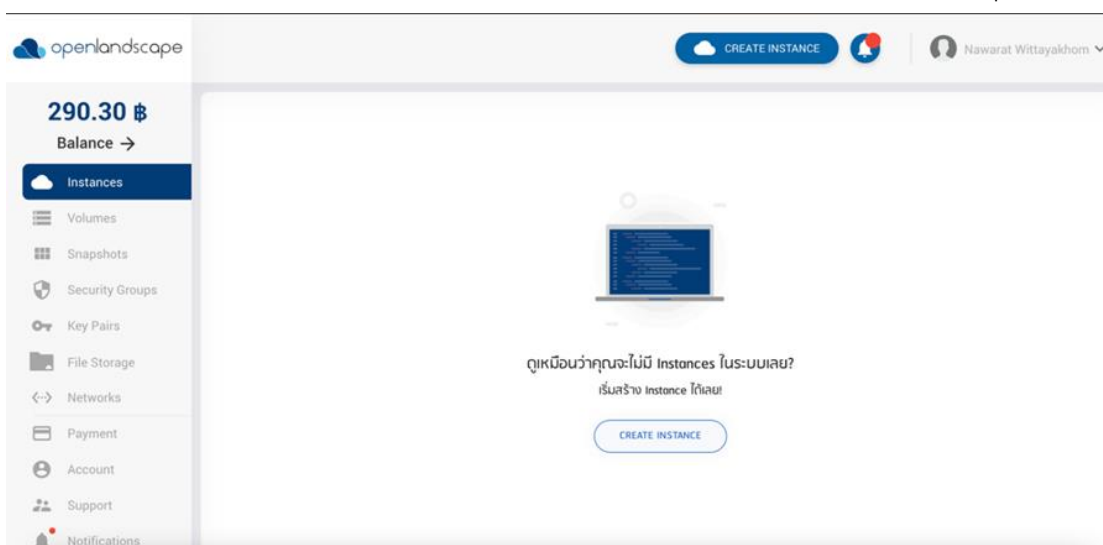 openlandscape
CREATE INSTANCE
Nawarat Wittayakhom
290.30 ฿
Balance →
Instances
Volumes
Snapshots
Security Groups
Key Pairs
File Storage
Networks
Payment
Account
Support
Notifications
ดูเหมือนว่าคุณจะไม่มี Instances ในระบบเลย?
เริ่มสร้าง Instance ได้เลย!
CREATE INSTANCE